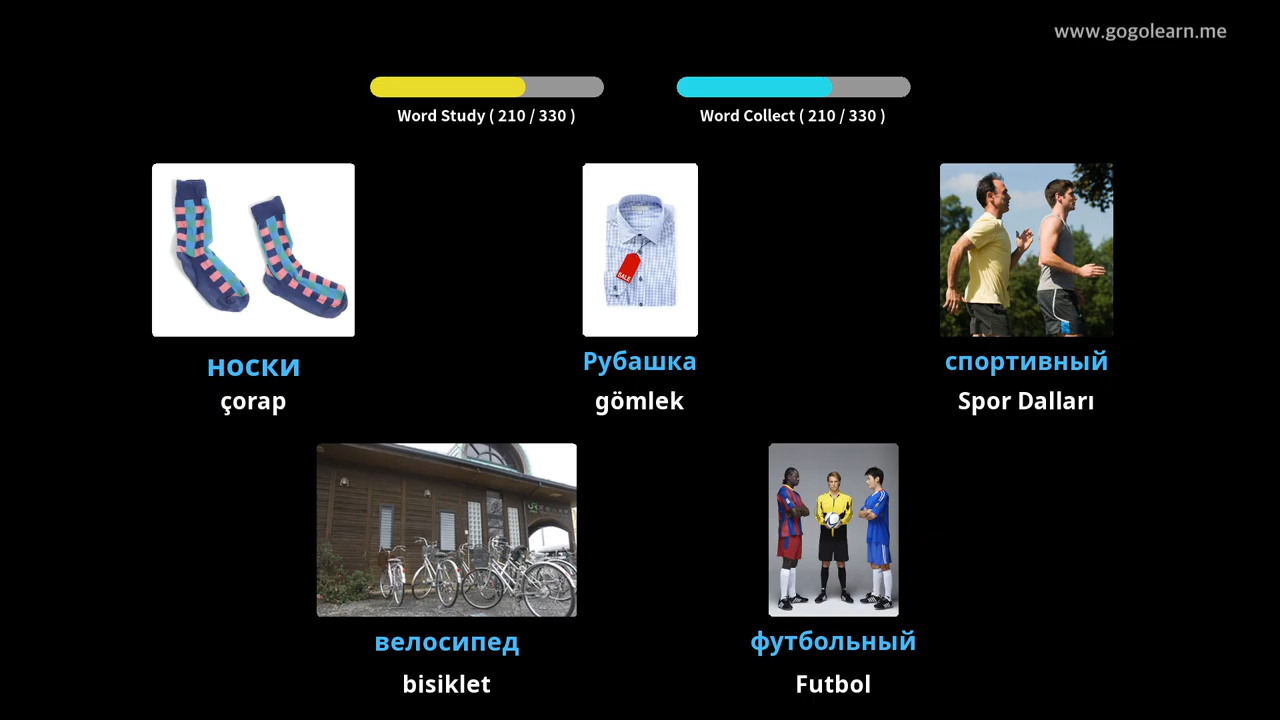 www.gogolearn.me
Word Study ( 210 / 330 )
Word Collect ( 210 / 330 )
SALE
носки
Рубашка
спортивный
çorap
gömlek
Spor Dalları
велосипед
футбольный
bisiklet
Futbol